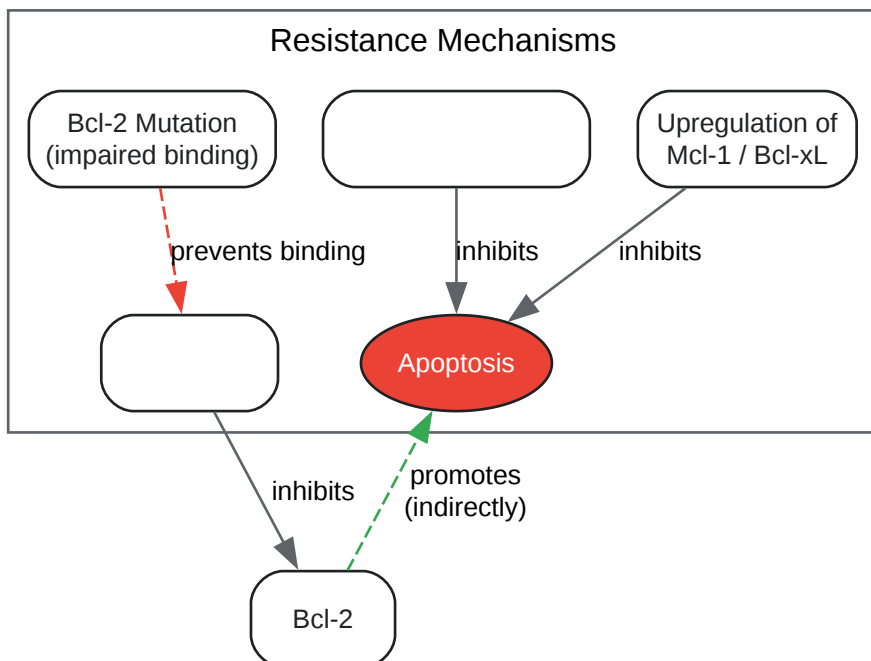 Resistance Mechanisms
Bcl-2 Mutation
(impaired binding)
Upregulation of
Mcl-1 / Bcl-xL
prevents binding
inhibits
inhibits
Apoptosis
inhibits
promotes
(indirectly)
Bcl-2